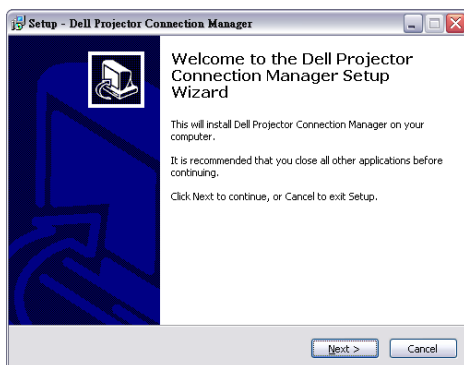 Setup - Dell Projector Connection Manager
Welcome to the Dell Projector
Connection Manager Setup
Wizard
This will install Dell Projector Connection Manager on your
computer.
It is recommended that you close all other applications before
continuing.
Click Next to continue, or Cancel to exit Setup.
Next >
Cancel